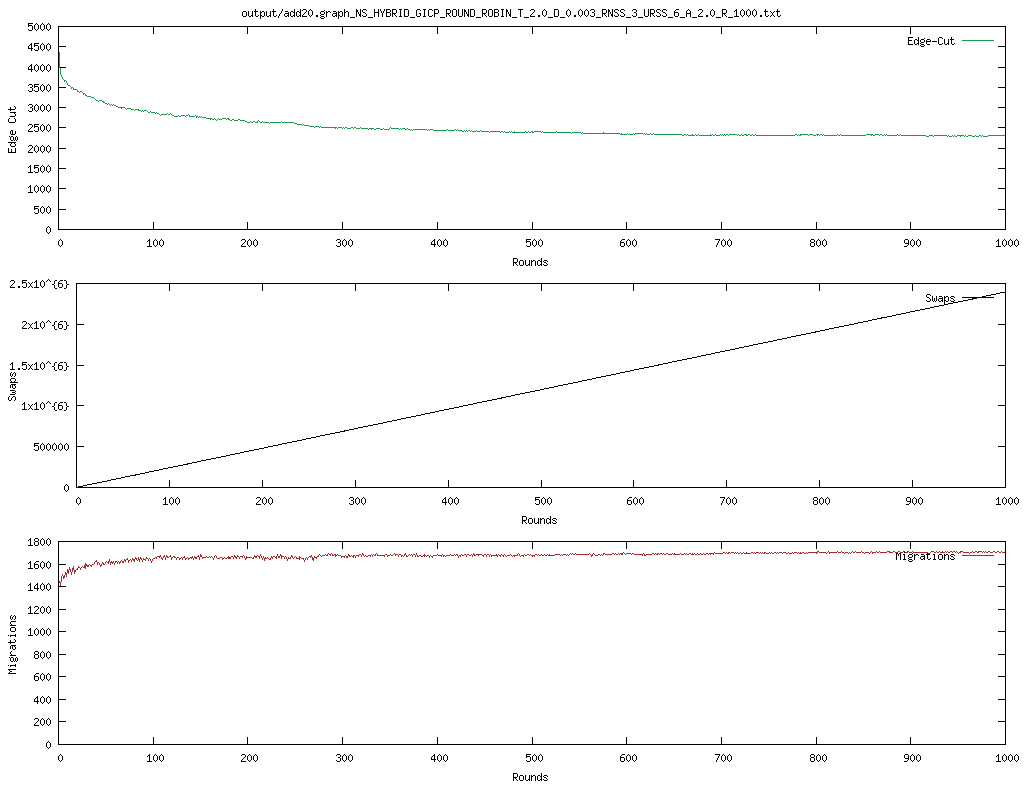 output/add20.graph_NS_HYBRID_GICP_ROUND_ROBIN_T_2.0_D_0.003_RNSS_3_URSS_6_A_2.0_R_1000.txt
5000
4500
4000
3500
3000
2500
2000
1500
1000
500
0
Edge Cut
Edge-Cut
0 100 200 300 400 500 600 700 800 900 1000
Rounds
2.5x10^{6}
2x10^{6}
1.5x10^{6}
1x10^{6}
500000
0
Swaps
Swaps
0 100 200 300 400 500 600 700 800 900 1000
Rounds
1800
1600
1400
1200
1000
800
600
400
200
0
Migrations
Migrations
0 100 200 300 400 500 600 700 800 900 1000
Rounds